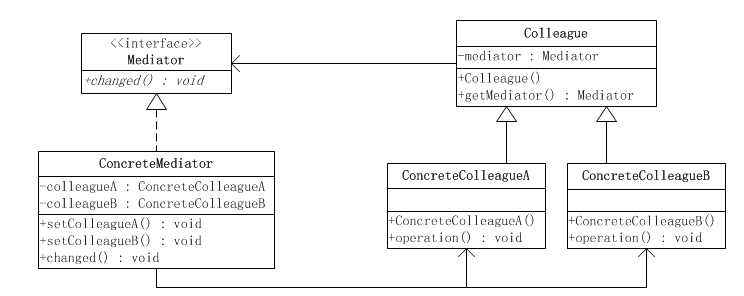 <<interface>>
Mediator
+changed() : void
Colleague
-mediator : Mediator
+Colleague()
+getMediator() : Mediator
ConcreteMediator
-colleagueA : ConcreteColleagueA
-colleagueB : ConcreteColleagueB
+setColleagueA() : void
+setColleagueB() : void
+changed() : void
ConcreteColleagueA
+ConcreteColleagueA()
+operation() : void
ConcreteColleagueB
+ConcreteColleagueB()
+operation() : void